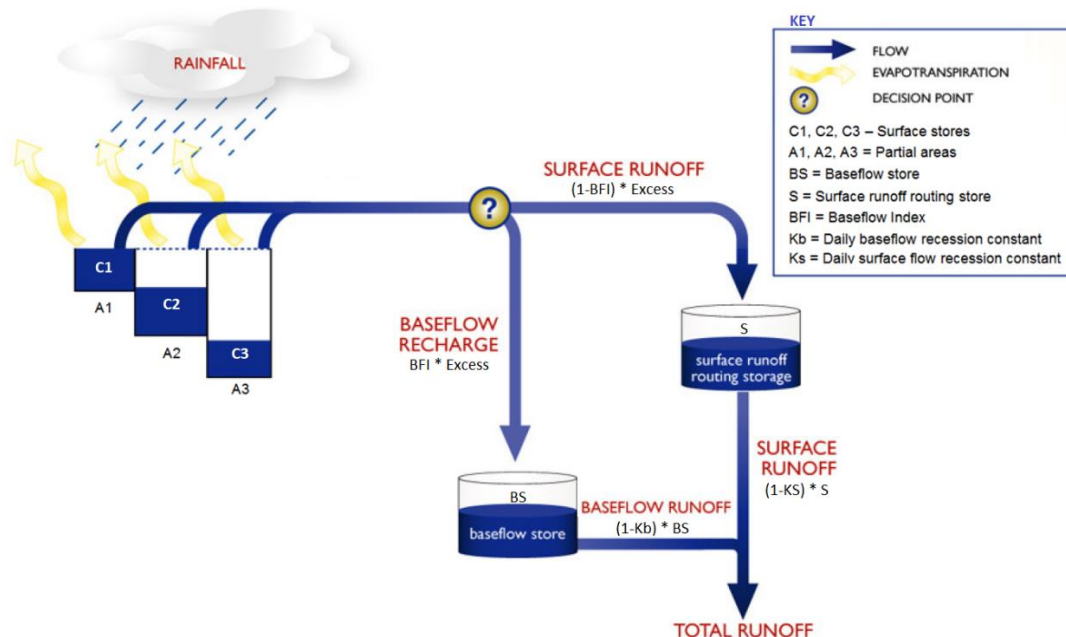 KEY
FLOW
EVAPOTRANSPIRATION
? DECISION POINT
C1, C2, C3 – Surface stores
A1, A2, A3 = Partial areas
BS = Baseflow store
S = Surface runoff routing store
BFI = Baseflow Index
Kb = Daily baseflow recession constant
Ks = Daily surface flow recession constant
RAINFALL
SURFACE RUNOFF
(1-BFI) * Excess
?
C1
A1
C2
A2
C3
A3
BASEFLOW
RECHARGE
BFI * Excess
S
surface runoff
routing storage
SURFACE
RUNOFF
(1-KS) * S
BS
baseflow store
BASEFLOW RUNOFF
(1-Kb) * BS
TOTAL RUNOFF